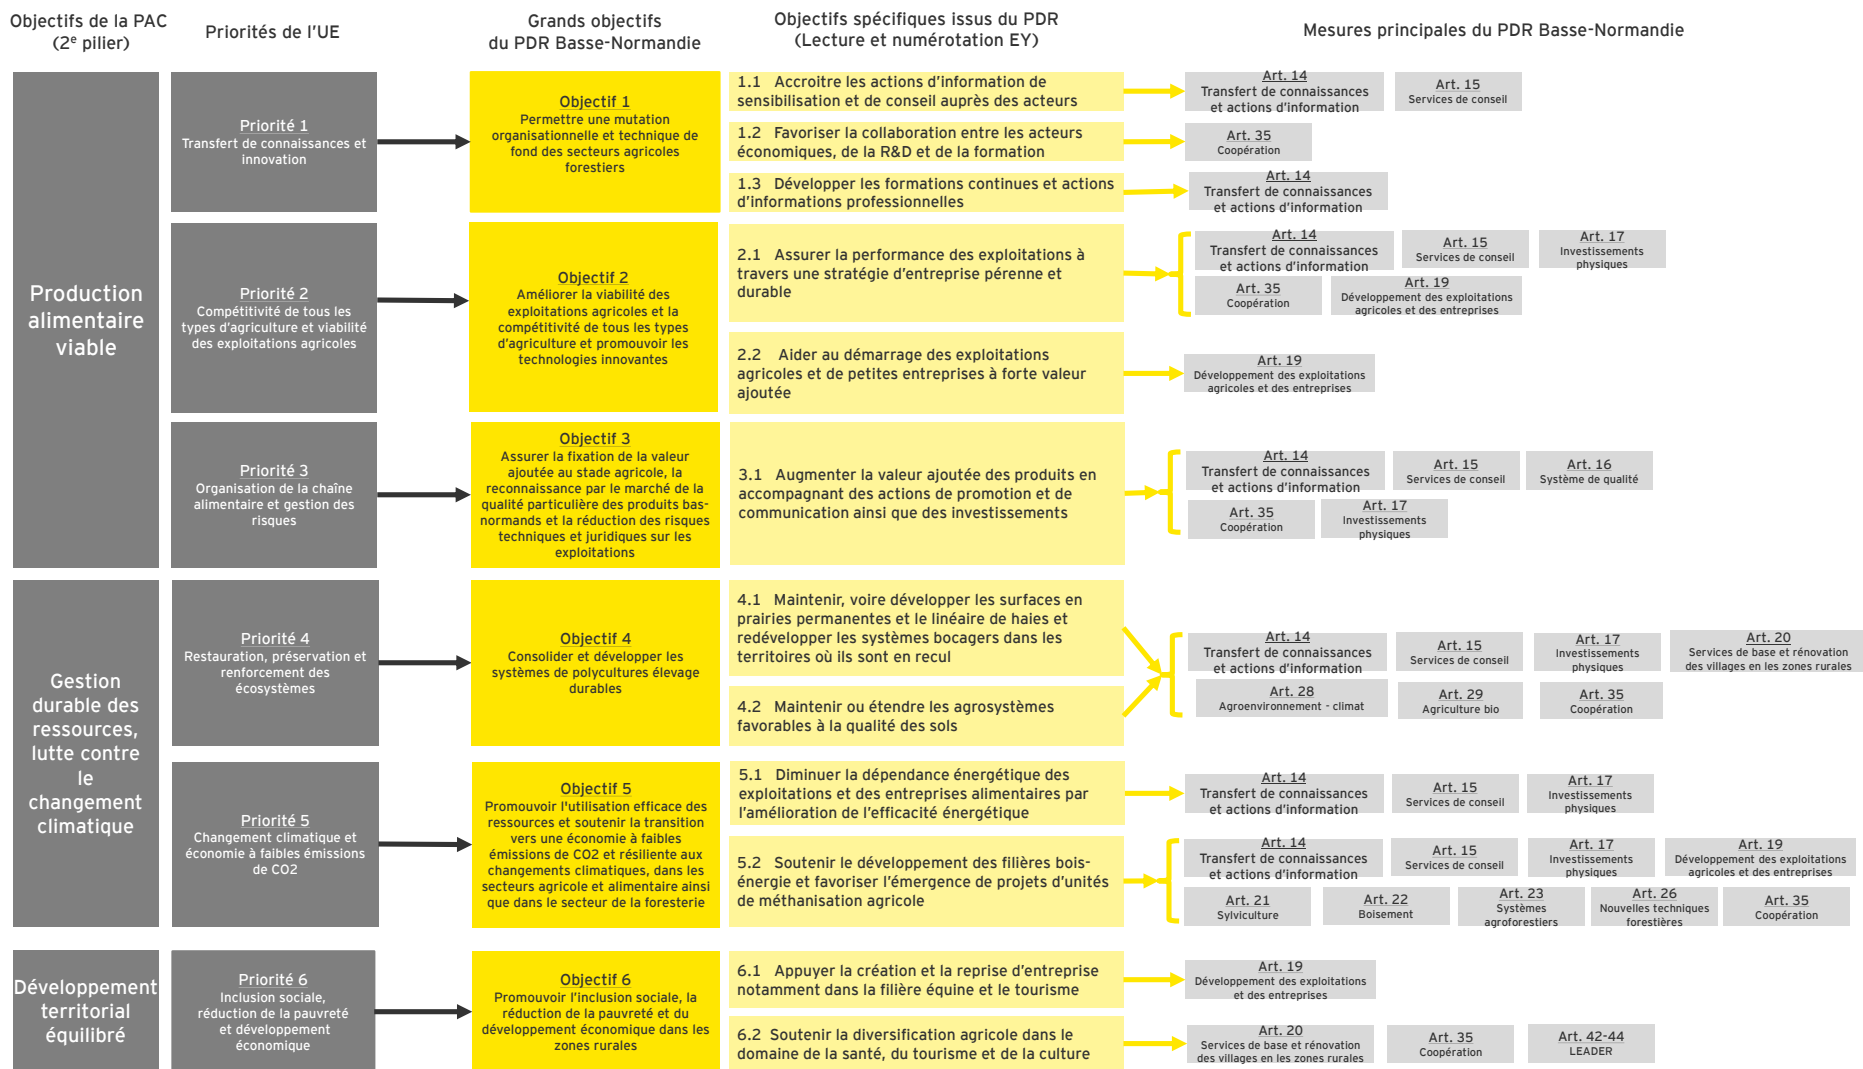 Objectifs de la PAC
(2e pilier)
Priorités de l'UE
Grands objectifs
du PDR Basse-Normandie
Objectifs spécifiques issus du PDR
(Lecture et numérotation EY)
Mesures principales du PDR Basse-Normandie
Production
alimentaire
viable
Priorité 1
Transfert de connaissances et
innovation
Objectif 1
Permettre une mutation
organisationnelle et technique de
fond des secteurs agricoles
forestiers
1.1 Accroitre les actions d'information de
sensibilisation et de conseil auprès des acteurs
Art. 14
Transfert de connaissances
et actions d'information
Art. 15
Services de conseil
1.2 Favoriser la collaboration entre les acteurs
économiques, de la R&D et de la formation
Art. 35
Coopération
1.3 Développer les formations continues et actions
d'informations professionnelles
Art. 14
Transfert de connaissances
et actions d'information
Priorité 2
Compétitivité de tous les
types d'agriculture et viabilité
des exploitations agricoles
Objectif 2
Améliorer la viabilité des
exploitations agricoles et la
compétitivité de tous les types
d'agriculture et promouvoir les
technologies innovantes
2.1 Assurer la performance des exploitations à
travers une stratégie d'entreprise pérenne et
durable
Art. 14
Transfert de connaissances
et actions d'information
Art. 15
Services de conseil
Art. 17
Investissements
physiques
Art. 35
Coopération
Art. 19
Développement des exploitations
agricoles et des entreprises
2.2 Aider au démarrage des exploitations
agricoles et de petites entreprises à forte valeur
ajoutée
Art. 19
Développement des exploitations
agricoles et des entreprises
Priorité 3
Organisation de la chaîne
alimentaire et gestion des
risques
Objectif 3
Assurer la fixation de la valeur
ajoutée au stade agricole, la
reconnaissance par le marché de la
qualité particulière des produits bas-
normands et la réduction des risques
techniques et juridiques sur les
exploitations
3.1 Augmenter la valeur ajoutée des produits en
accompagnant des actions de promotion et de
communication ainsi que des investissements
Art. 14
Transfert de connaissances
et actions d'information
Art. 15
Services de conseil
Art. 16
Système de qualité
Art. 35
Coopération
Art. 17
Investissements
physiques
Gestion
durable des
ressources,
lutte contre
le
changement
climatique
Priorité 4
Restauration, préservation et
renforcement des
écosystèmes
Objectif 4
Consolider et développer les
systèmes de polycultures élevage
durables
4.1 Maintenir, voire développer les surfaces en
prairies permanentes et le linéaire de haies et
redévelopper les systèmes bocagers dans les
territoires où ils sont en recul
4.2 Maintenir ou étendre les agrosystèmes
favorables à la qualité des sols
Art. 14
Transfert de connaissances
et actions d'information
Art. 15
Services de conseil
Art. 17
Investissements
physiques
Art. 20
Services de base et rénovation
des villages en les zones rurales
Art. 28
Agroenvironnement - climat
Art. 29
Agriculture bio
Art. 35
Coopération
Priorité 5
Changement climatique et
économie à faibles émissions
de CO2
Objectif 5
Promouvoir l'utilisation efficace des
ressources et soutenir la transition
vers une économie à faibles
émissions de CO2 et résiliente aux
changements climatiques, dans les
secteurs agricole et alimentaire ainsi
que dans le secteur de la foresterie
5.1 Diminuer la dépendance énergétique des
exploitations et des entreprises alimentaires par
l'amélioration de l'efficacité énergétique
Art. 14
Transfert de connaissances
et actions d'information
Art. 15
Services de conseil
Art. 17
Investissements
physiques
5.2 Soutenir le développement des filières bois-
énergie et favoriser l'émergence de projets d'unités
de méthanisation agricole
Art. 14
Transfert de connaissances
et actions d'information
Art. 15
Services de conseil
Art. 17
Investissements
physiques
Art. 19
Développement des exploitations
agricoles et des entreprises
Art. 21
Sylviculture
Art. 22
Boisement
Art. 23
Systèmes
agroforestiers
Art. 26
Nouvelles techniques
forestières
Art. 35
Coopération
Développement
territorial
équilibré
Priorité 6
Inclusion sociale,
réduction de la pauvreté
et développement
économique
Objectif 6
Promouvoir l'inclusion sociale, la
réduction de la pauvreté et du
développement économique dans les
zones rurales
6.1 Appuyer la création et la reprise d'entreprise
notamment dans la filière équine et le tourisme
Art. 19
Développement des exploitations
et des entreprises
6.2 Soutenir la diversification agricole dans le
domaine de la santé, du tourisme et de la culture
Art. 20
Services de base et rénovation
des villages en les zones rurales
Art. 35
Coopération
Art. 42-44
LEADER